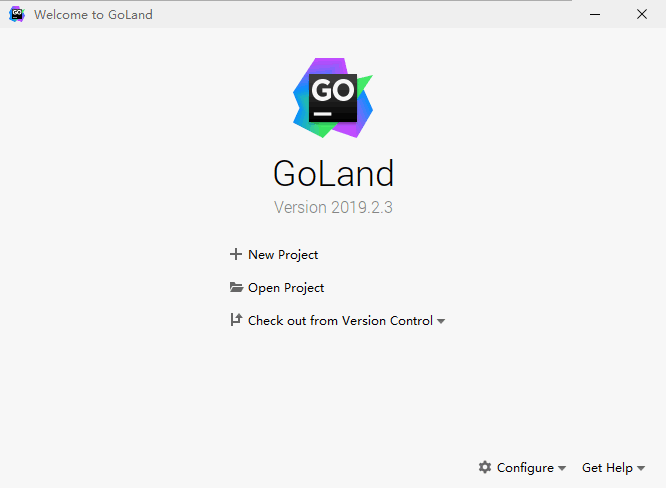 Welcome to GoLand
GO
GoLand
Version 2019.2.3
New Project
Open Project
Check out from Version Control
Configure
Get Help